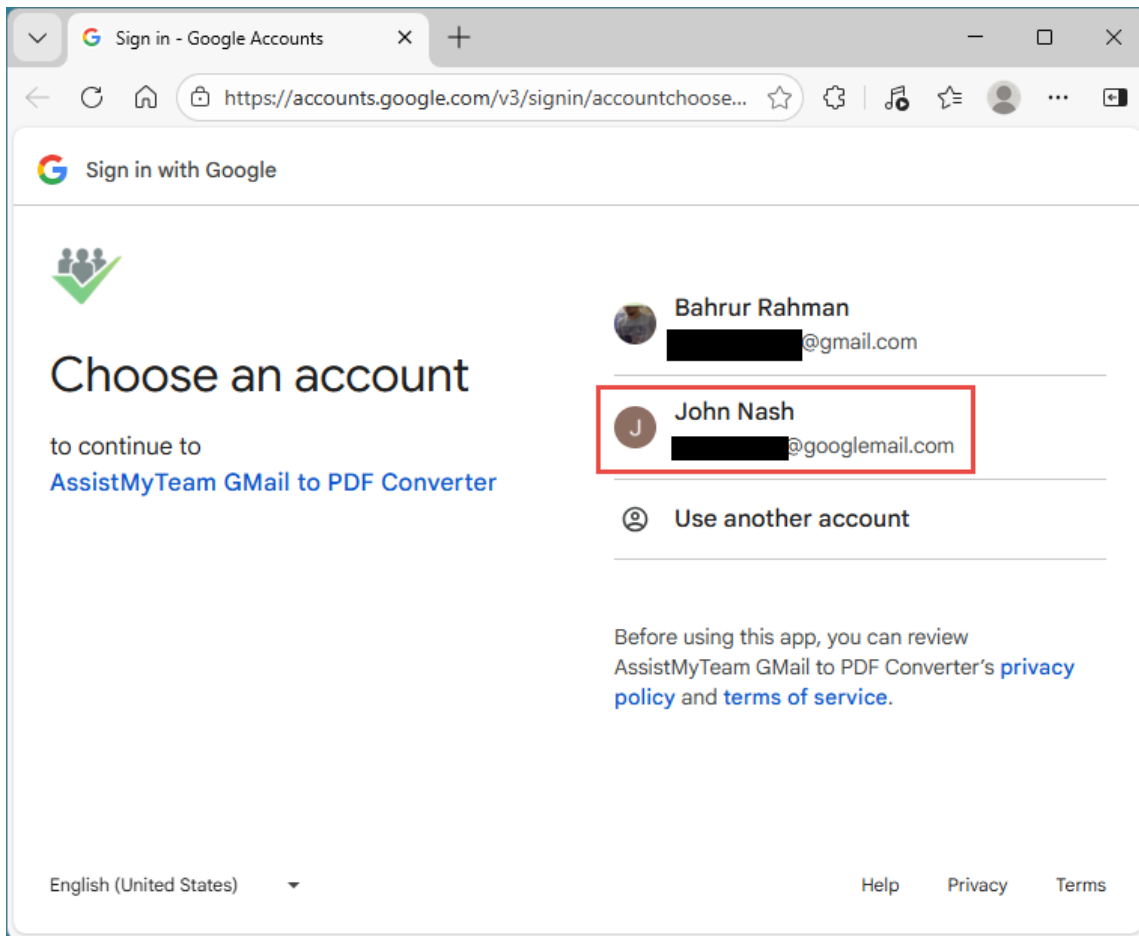 Sign in - Google Accounts
https://accounts.google.com/v3/signin/accountchoose...
Sign in with Google
Choose an account
to continue to
AssistMyTeam GMail to PDF Converter
Bahrur Rahman
@gmail.com
J
John Nash
@googlemail.com
Use another account
Before using this app, you can review
AssistMyTeam GMail to PDF Converter’s privacy
policy and terms of service.
English (United States)
Help Privacy Terms